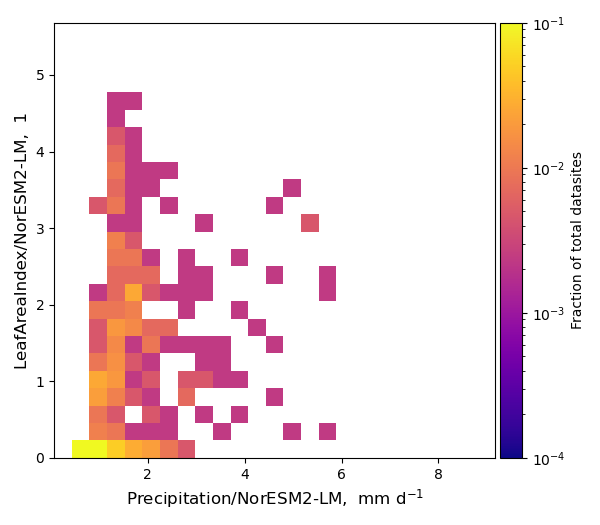 10⁻¹
5
4
10⁻²
3
2
10⁻³
1
0
10⁻⁴
2 4 6 8
LeafAreaIndex/NorESM2-LM, 1
Precipitation/NorESM2-LM, mm d⁻¹
Fraction of total datasites